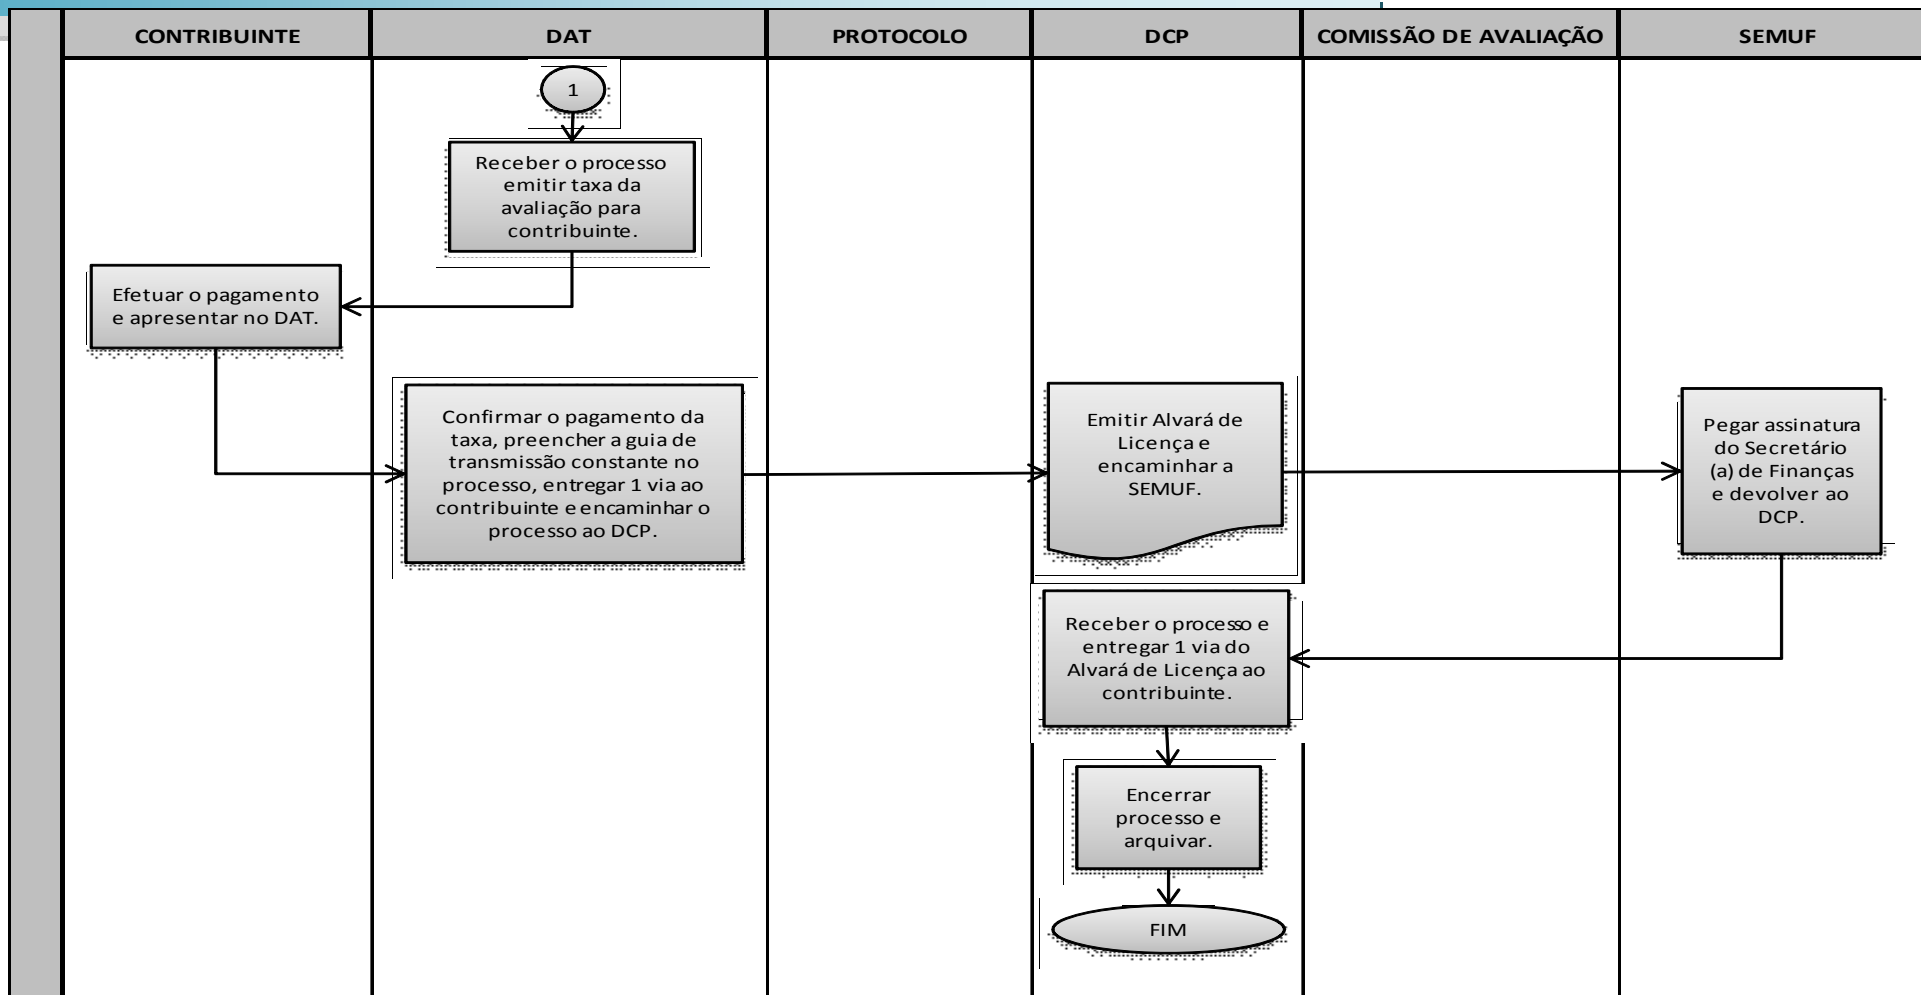 CONTRIBUINTE
DAT
PROTOCOLO
DCP
COMISSÃO DE AVALIAÇÃO
SEMUF
1
Receber o processo
emitir taxa da
avaliação para
contribuinte.
Efetuar o pagamento
e apresentar no DAT.
Confirmar o pagamento da
taxa, preencher a guia de
transmissão constante no
processo, entregar 1 via ao
contribuinte e encaminhar o
processo ao DCP.
Emitir Alvará de
Licença e
encaminhar a
SEMUF.
Pegar assinatura
do Secretário
(a) de Finanças
e devolver ao
DCP.
Receber o processo e
entregar 1 via do
Alvará de Licença ao
contribuinte.
Encerrar
processo e
arquivar.
FIM